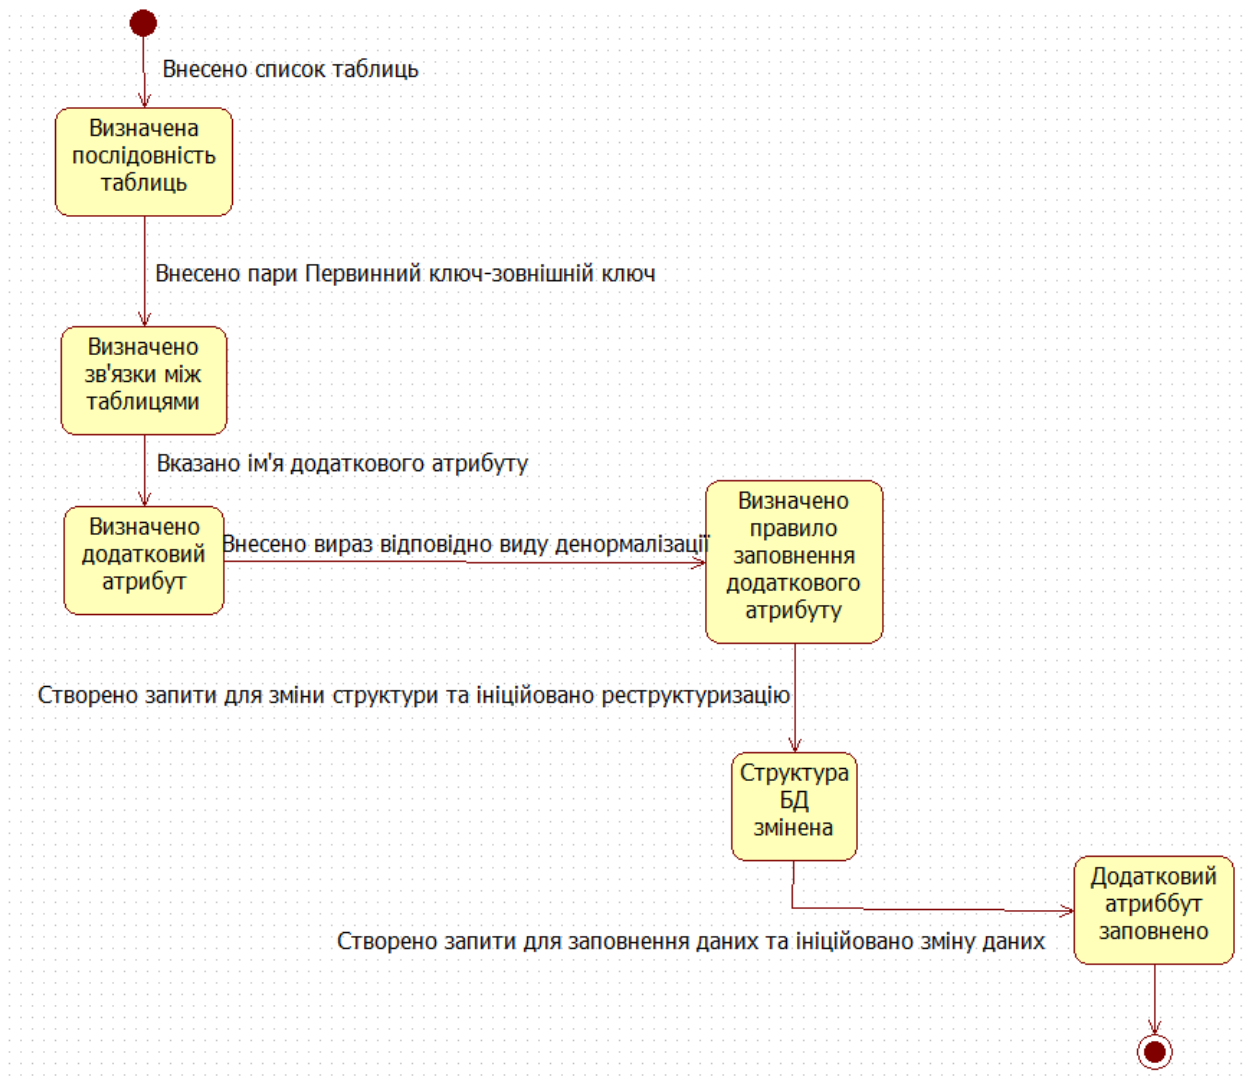 Внесено список таблиць
Визначена
послідовність
таблиць
Внесено пари Первинний ключ-зовнішній ключ
Визначено
зв'язки між
таблицями
Вказано ім'я додаткового атрибуту
Визначено
додатковий
атрибут
Внесено вираз відповідно виду денормалізації
Визначено
правило
заповнення
додаткового
атрибуту
Створено запити для зміни структури та ініційовано реструктуризацію
Структура
БД
змінена
Створено запити для заповнення даних та ініційовано зміну даних
Додатковий
атриббут
заповнено